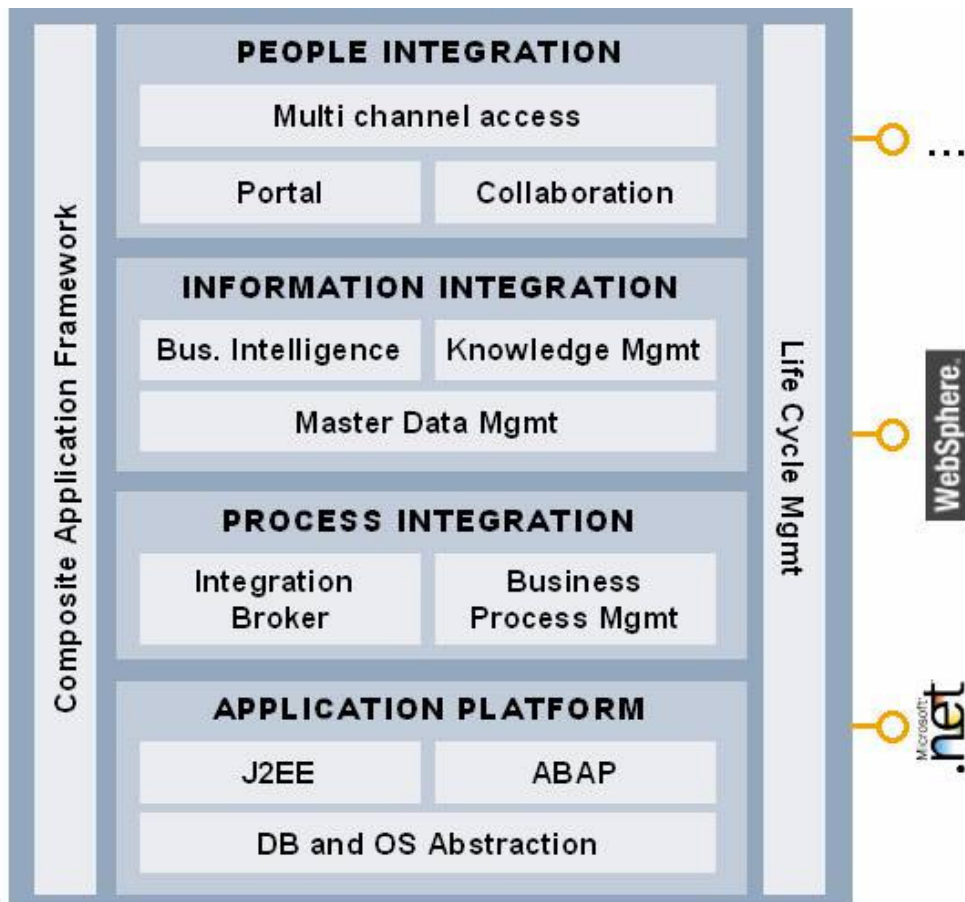 Composite Application Framework
PEOPLE INTEGRATION
Multi channel access
Portal
Collaboration
INFORMATION INTEGRATION
Bus. Intelligence
Knowledge Mgmt
Master Data Mgmt
PROCESS INTEGRATION
Integration
Broker
Business
Process Mgmt
APPLICATION PLATFORM
J2EE
ABAP
DB and OS Abstraction
Life Cycle Mgmt
...
WebSphere.
Microsoft
.net